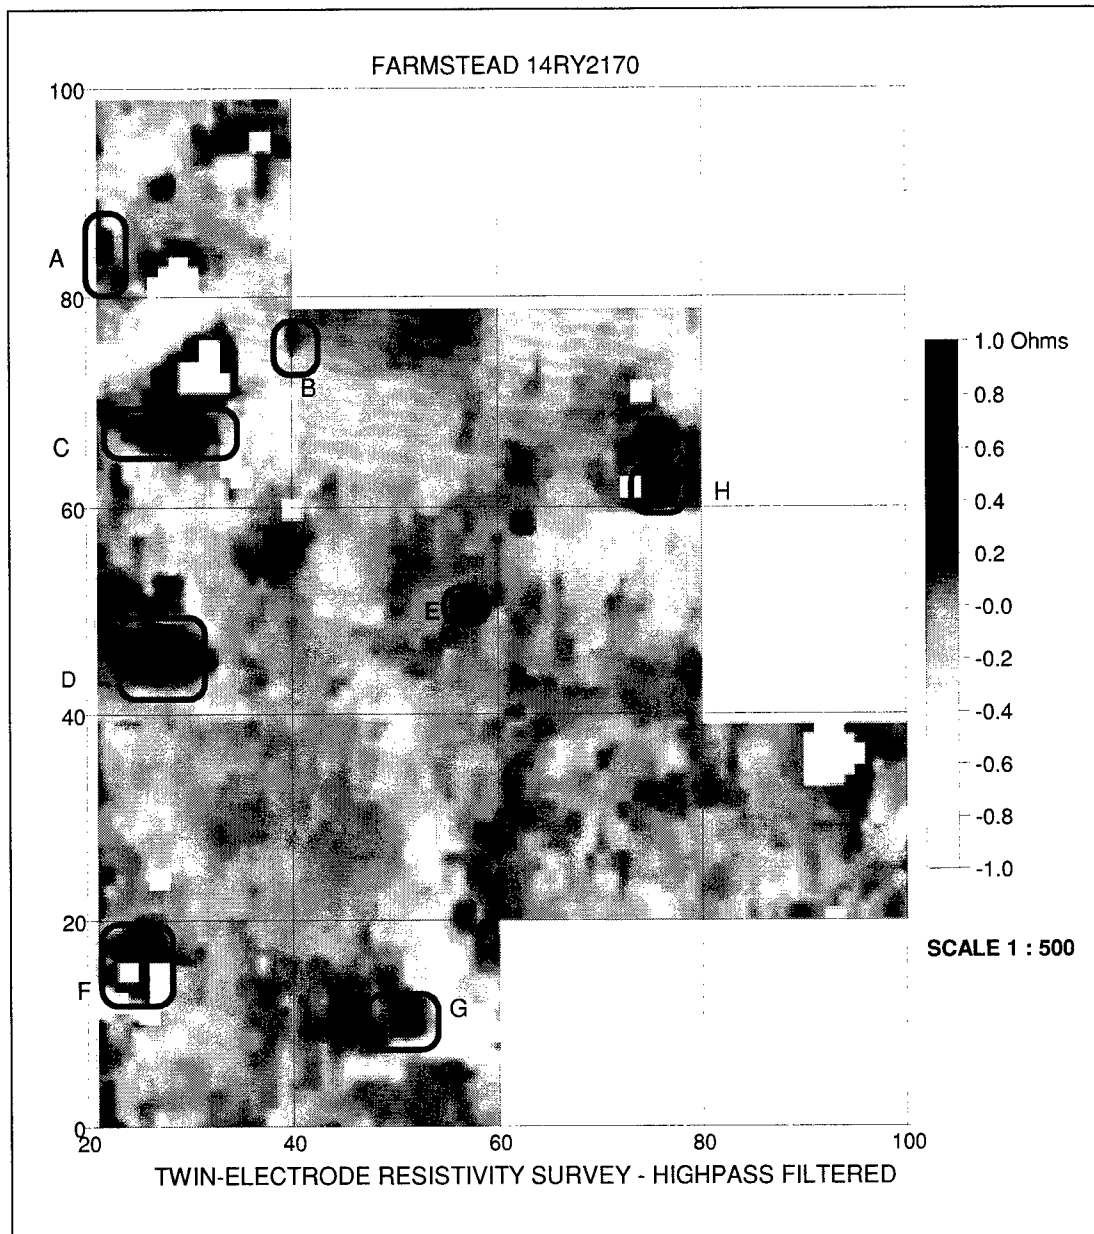 FARMSTEAD 14RY2170
100
A
80
B
C
60
H
E
D
40
20
F
G
0
20 40 60 80 100
1.0 Ohms
0.8
0.6
0.4
0.2
-0.0
-0.2
-0.4
-0.6
-0.8
-1.0
SCALE 1 : 500
TWIN-ELECTRODE RESISTIVITY SURVEY - HIGHPASS FILTERED